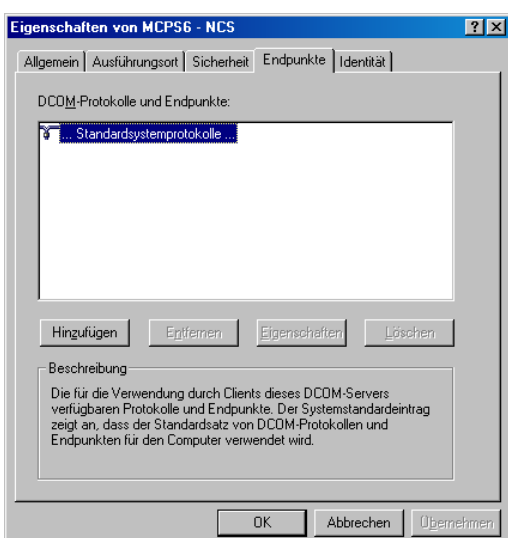 Eigenschaften von MCPS6 - NCS
Allgemein Ausführungsort Sicherheit Endpunkte Identität
DCOM-Protokolle und Endpunkte:
... Standardsystemprotokolle ...
Hinzufügen Entfernen Eigenschaften Löschen
Beschreibung
Die für die Verwendung durch Clients dieses DCOM-Servers
verfügbaren Protokolle und Endpunkte. Der Systemstandardeintrag
zeigt an, dass der Standardsatz von DCOM-Protokollen und
Endpunkten für den Computer verwendet wird.
OK Abbrechen Übernehmen